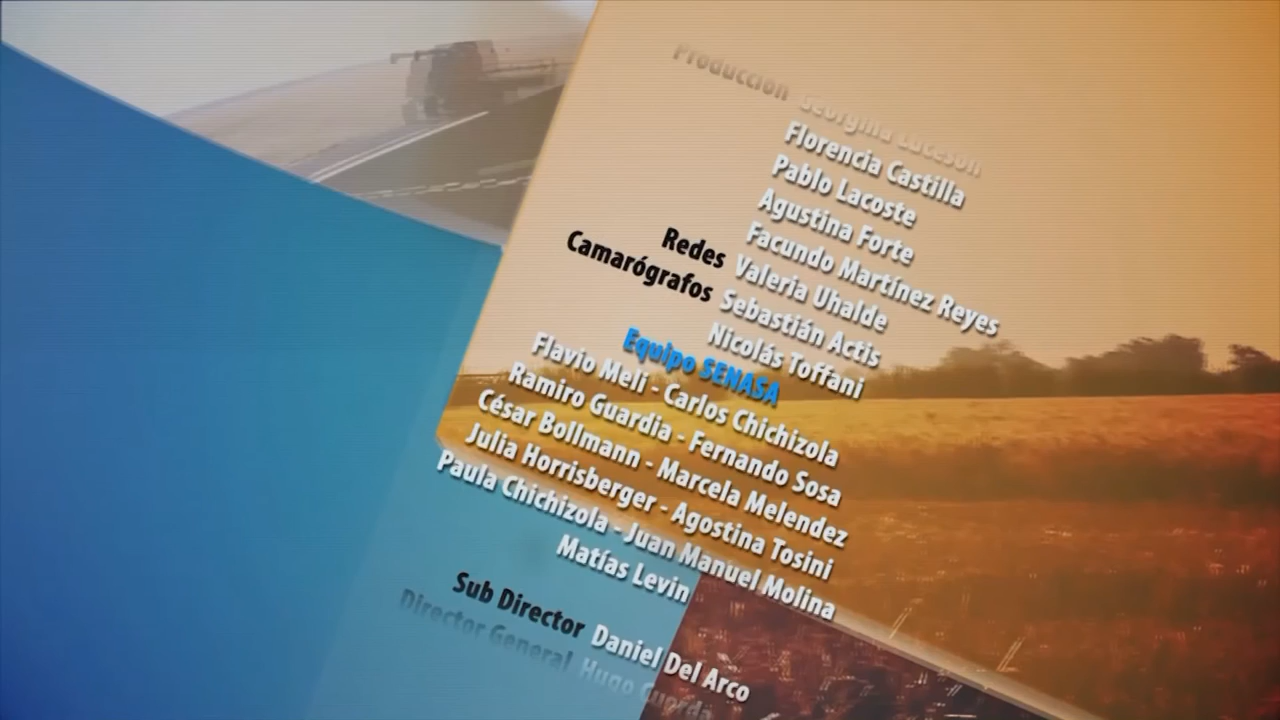 Producción Georgina
Florencia Castilla
Pablo Lacoste
Agustina Forte
Facundo Martínez Reyes
Redes Valeria Uhalde
Camarógrafos Sebastián Actis
Nicolás Toffani
Equipo SENASA
Flavio Meli - Carlos Chichizola
Ramiro Guardia - Fernando Sosa
César Bollmann - Marcela Melendez
Julia Horrisberger - Agostina Tosini
Paula Chichizola - Juan Manuel Molina
Matías Levin
Sub Director Daniel Del Arco
Director General Hugo